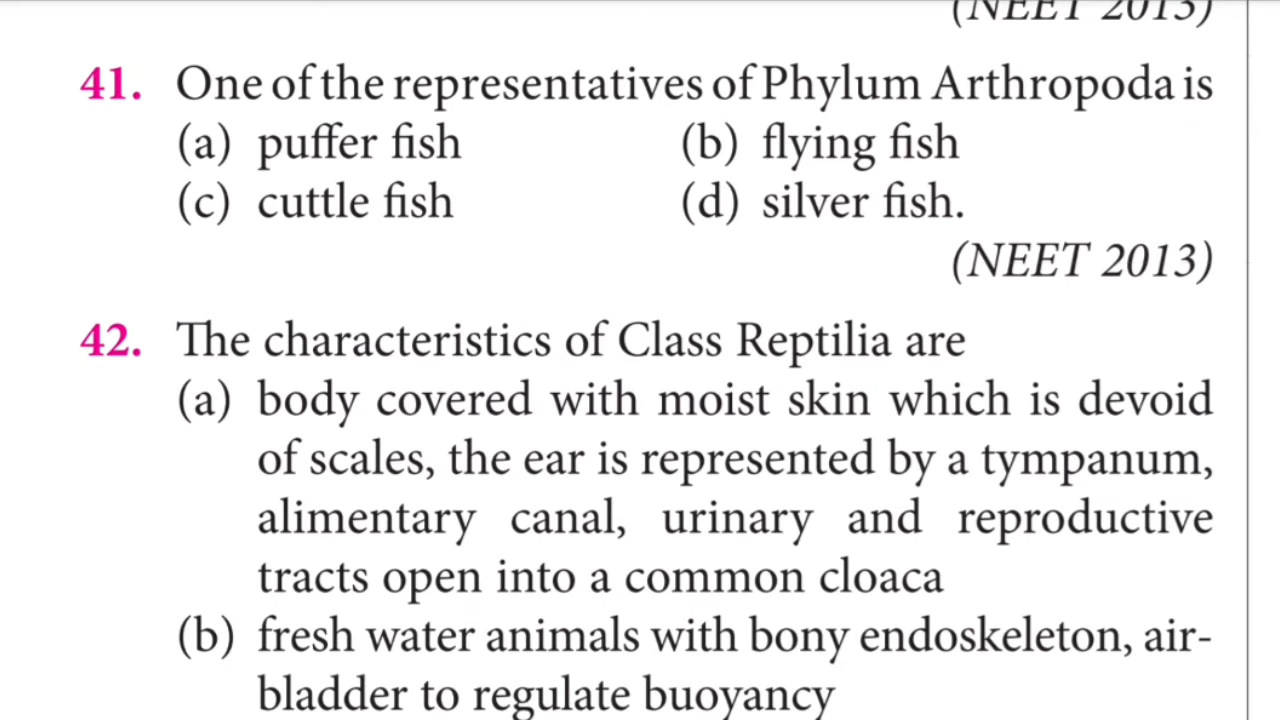 (NEET 2013)
41. One of the representatives of Phylum Arthropoda is
(a) puffer fish (b) flying fish
(c) cuttle fish (d) silver fish.
(NEET 2013)
42. The characteristics of Class Reptilia are
(a) body covered with moist skin which is devoid
of scales, the ear is represented by a tympanum,
alimentary canal, urinary and reproductive
tracts open into a common cloaca
(b) fresh water animals with bony endoskeleton, air-
bladder to regulate buoyancy